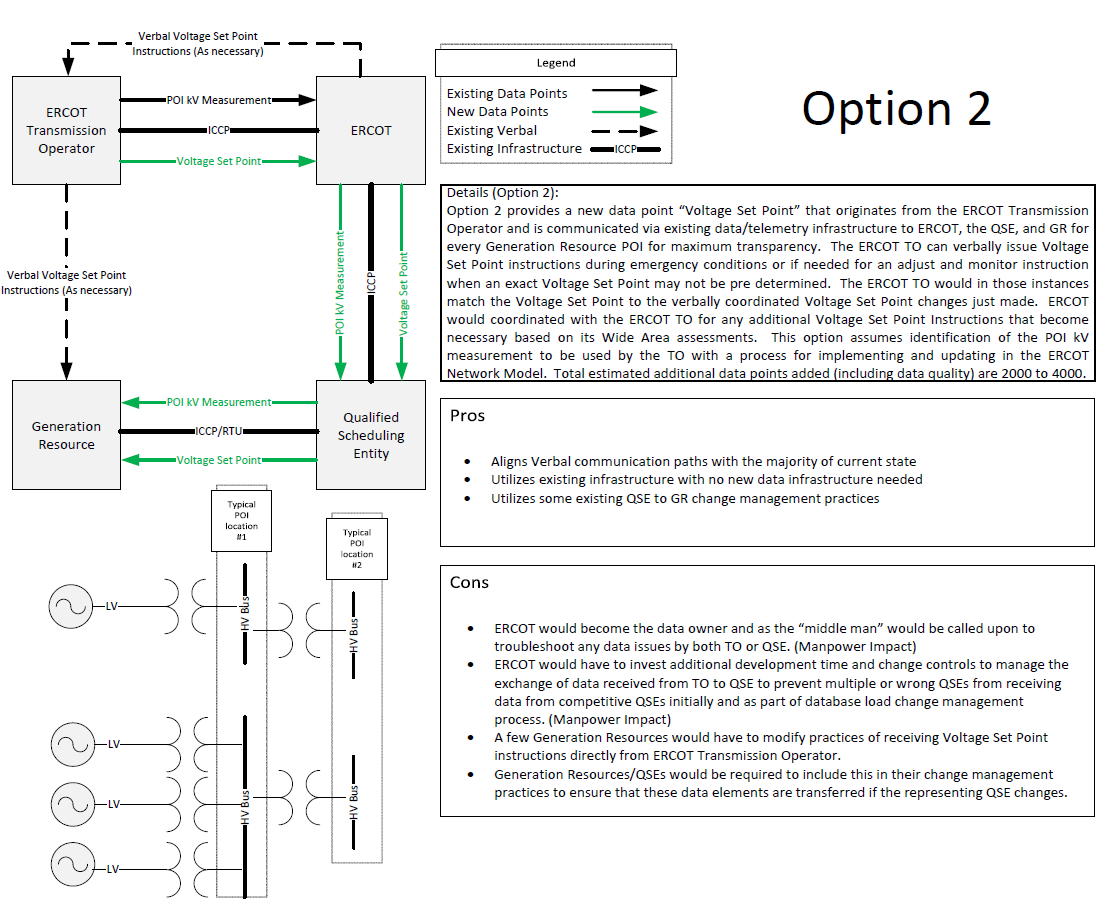 Verbal Voltage Set Point
Instructions (As necessary)
ERCOT
Transmission
Operator
POI kV Measurement
ICCP
Voltage Set Point
ERCOT
Legend
Existing Data Points
New Data Points
Existing Verbal
Existing Infrastructure
ICCP
Option 2
Verbal Voltage Set Point
Instructions (As necessary)
POI kV Measurement
ICCP
Voltage Set Point
Details (Option 2):
Option 2 provides a new data point “Voltage Set Point” that originates from the ERCOT Transmission
Operator and is communicated via existing data/telemetry infrastructure to ERCOT, the QSE, and GR for
every Generation Resource POI for maximum transparency. The ERCOT TO can verbally issue Voltage
Set Point instructions during emergency conditions or if needed for an adjust and monitor instruction
when an exact Voltage Set Point may not be pre determined. The ERCOT TO would in those instances
match the Voltage Set Point to the verbally coordinated Voltage Set Point changes just made. ERCOT
would coordinated with the ERCOT TO for any additional Voltage Set Point Instructions that become
necessary based on its Wide Area assessments. This option assumes identification of the POI kV
measurement to be used by the TO with a process for implementing and updating in the ERCOT
Network Model. Total estimated additional data points added (including data quality) are 2000 to 4000.
Generation
Resource
POI kV Measurement
ICCP/RTU
Voltage Set Point
Qualified
Scheduling
Entity
Pros
• Aligns Verbal communication paths with the majority of current state
• Utilizes existing infrastructure with no new data infrastructure needed
• Utilizes some existing QSE to GR change management practices
Typical
POI
location
#1
Typical
POI
location
#2
LV
HV Bus
HV Bus
LV
LV
LV
HV Bus
HV Bus
Cons
• ERCOT would become the data owner and as the “middle man” would be called upon to
troubleshoot any data issues by both TO or QSE. (Manpower Impact)
• ERCOT would have to invest additional development time and change controls to manage the
exchange of data received from TO to QSE to prevent multiple or wrong QSEs from receiving
data from competitive QSEs initially and as part of database load change management
process. (Manpower Impact)
• A few Generation Resources would have to modify practices of receiving Voltage Set Point
instructions directly from ERCOT Transmission Operator.
• Generation Resources/QSEs would be required to include this in their change management
practices to ensure that these data elements are transferred if the representing QSE changes.